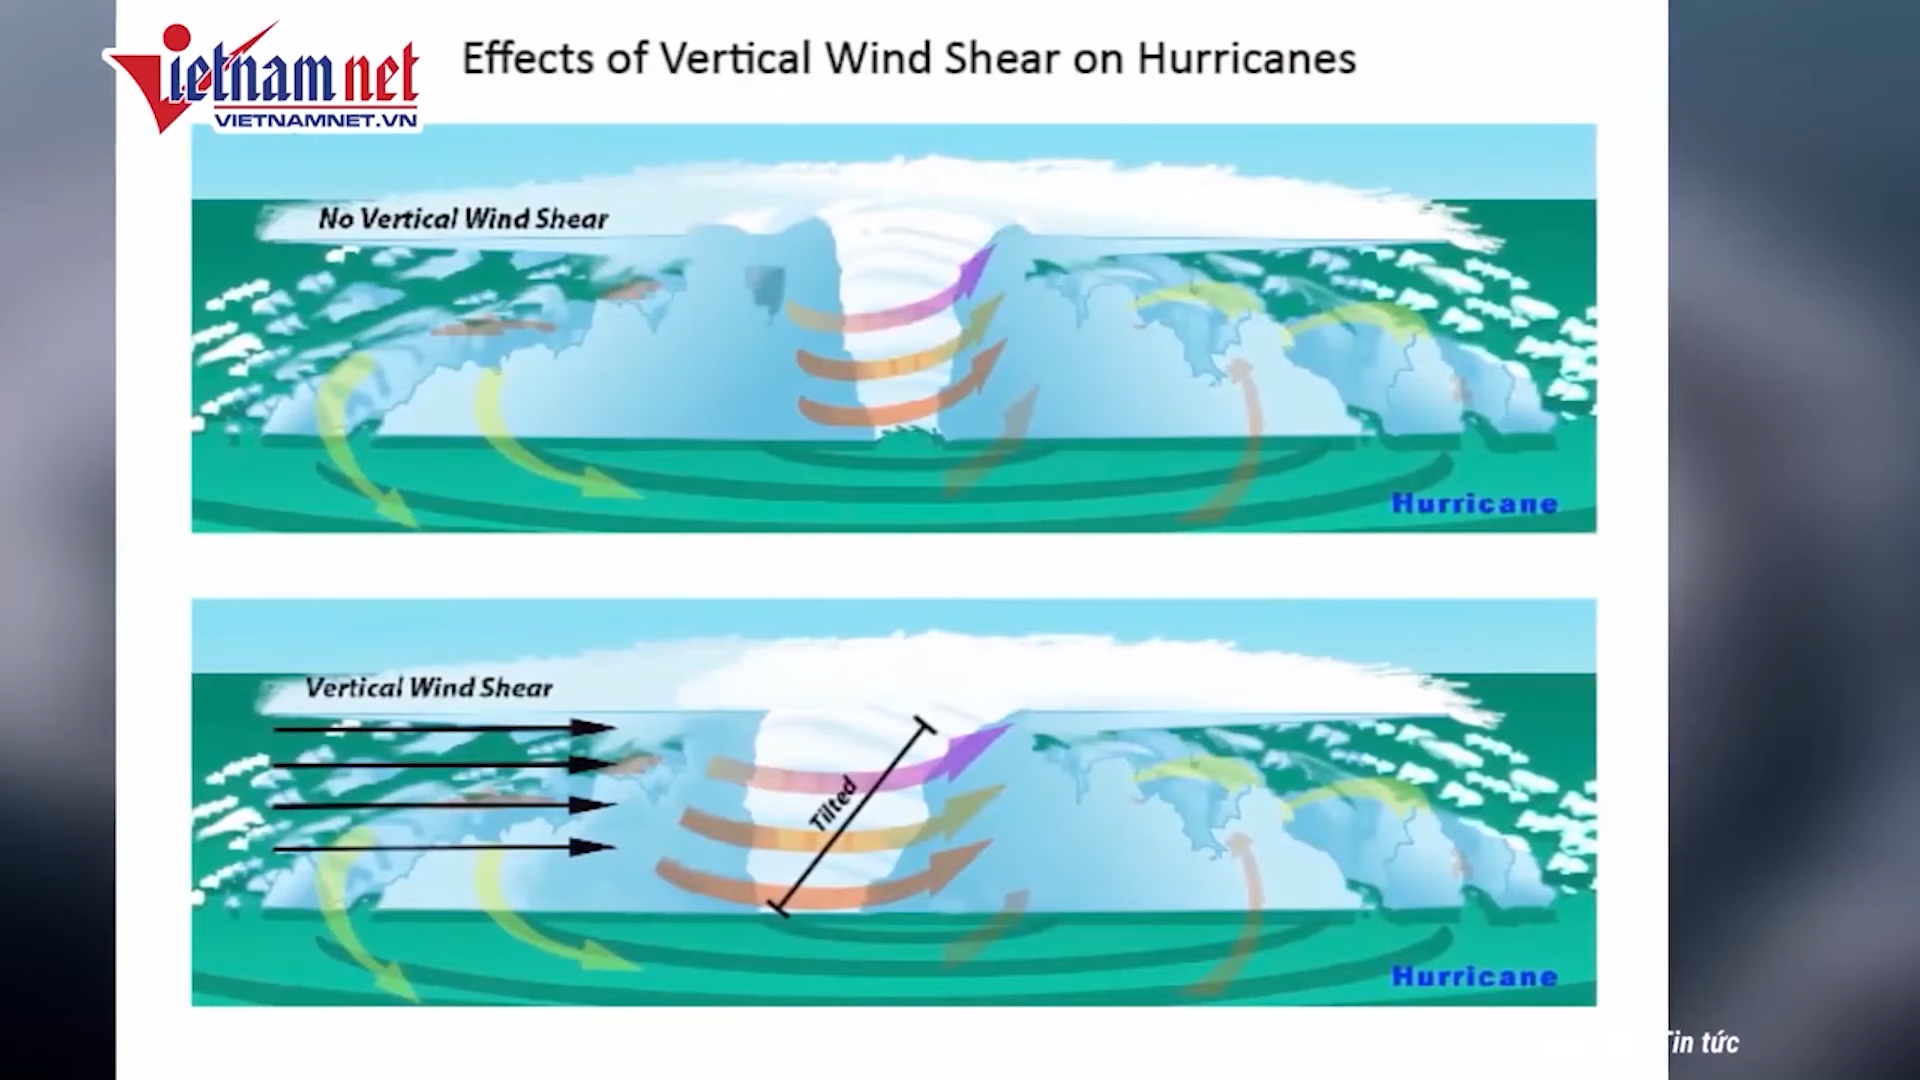 Vietnamnet
VIETNAMNET.VN
Effects of Vertical Wind Shear on Hurricanes
No Vertical Wind Shear
Hurricane
Vertical Wind Shear
Tilted
Hurricane
Tin tức